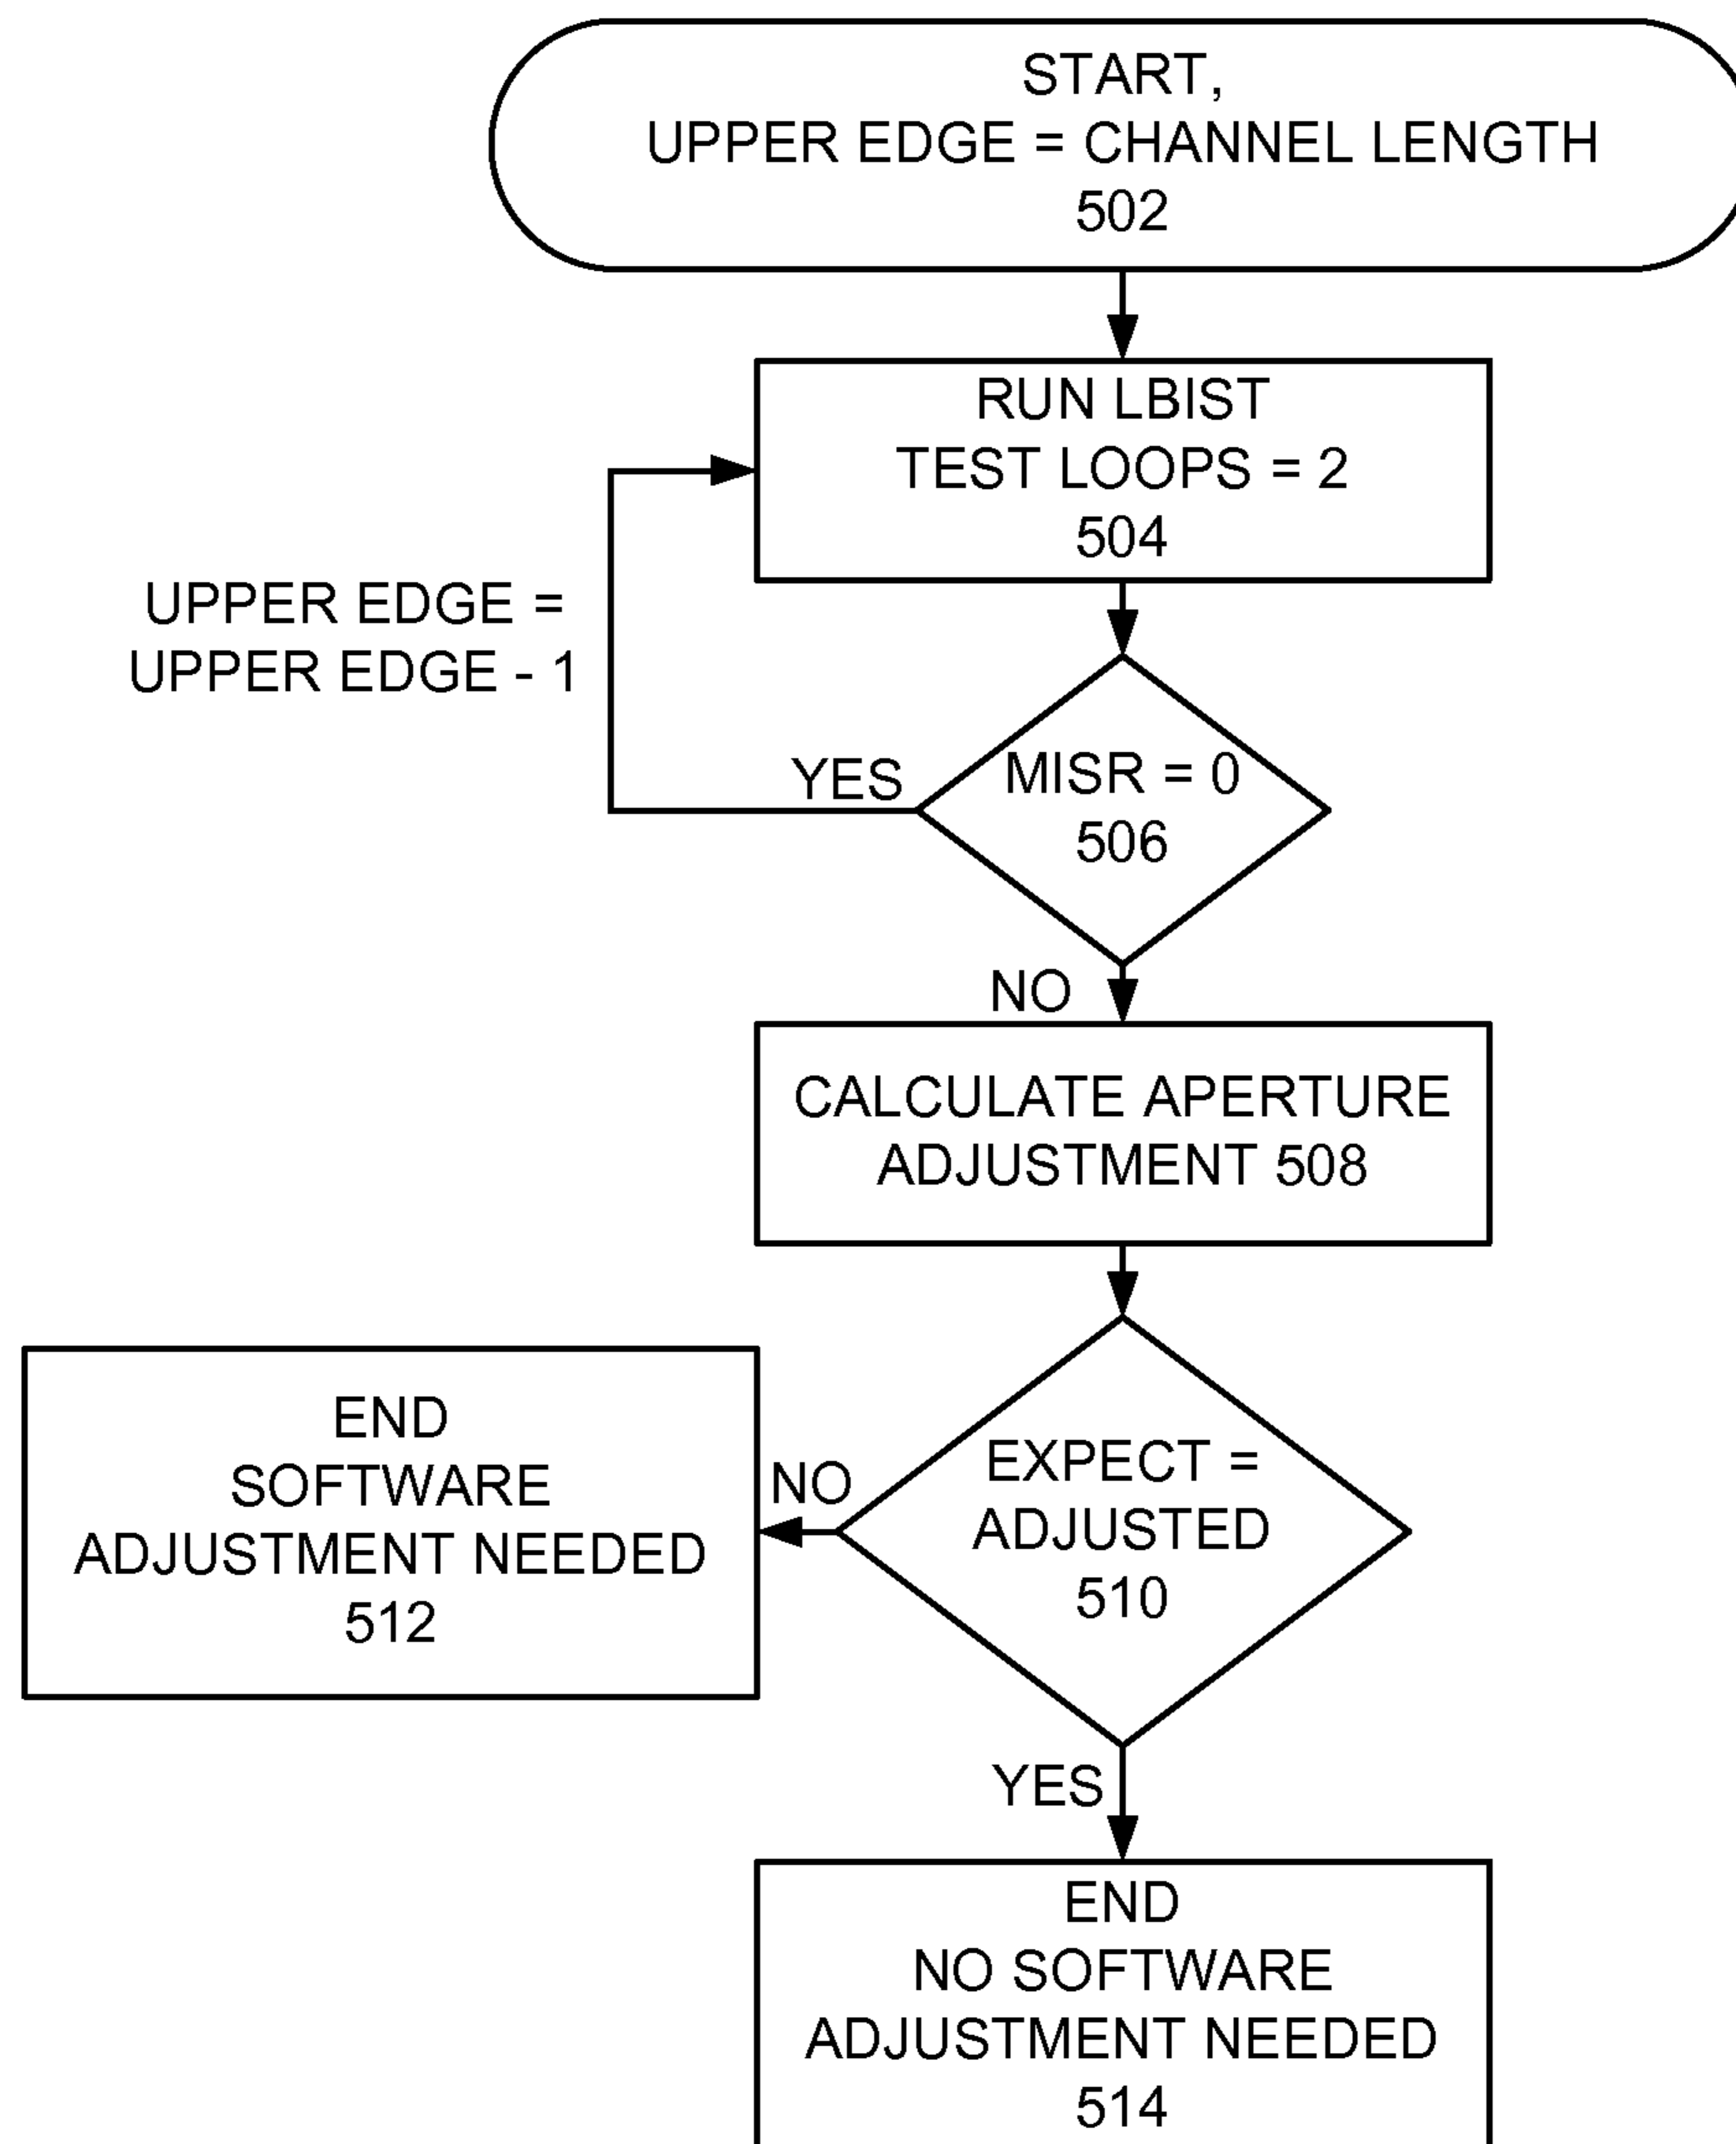 START,
UPPER EDGE = CHANNEL LENGTH
502
RUN LBIST
TEST LOOPS = 2
504
UPPER EDGE =
UPPER EDGE - 1
YES
MISR = 0
506
NO
CALCULATE APERTURE
ADJUSTMENT 508
END
SOFTWARE
ADJUSTMENT NEEDED
512
NO
EXPECT =
ADJUSTED
510
YES
END
NO SOFTWARE
ADJUSTMENT NEEDED
514